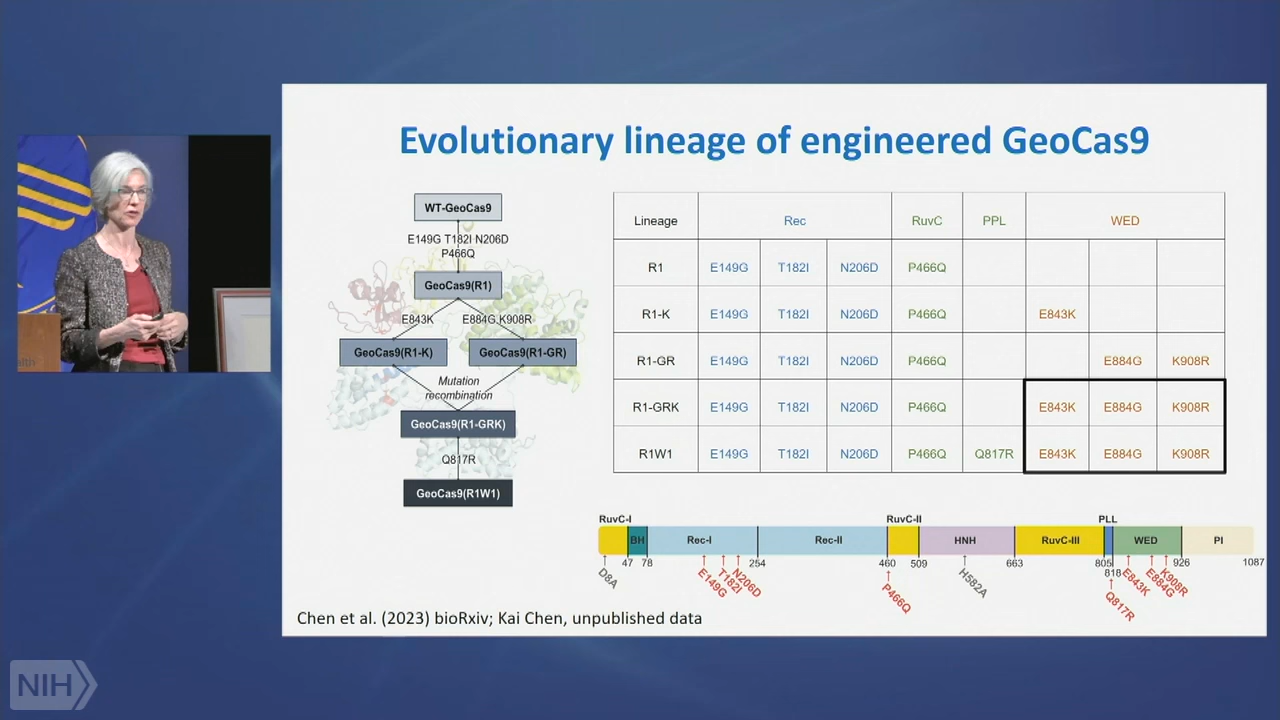 Evolutionary lineage of engineered GeoCas9
WT-GeoCas9
E149G T182I N206D
P466Q
GeoCas9(R1)
E843K E884G,K908R
GeoCas9(R1-K) GeoCas9(R1-GR)
Mutation
recombination
GeoCas9(R1-GRK)
Q817R
GeoCas9(R1W1)
Lineage Rec RuvC PPL WED
R1 E149G T182I N206D P466Q
R1-K E149G T182I N206D P466Q E843K
R1-GR E149G T182I N206D P466Q E884G K908R
R1-GRK E149G T182I N206D P466Q E843K E884G K908R
R1W1 E149G T182I N206D P466Q Q817R E843K E884G K908R
RuvC-I RuvC-II PLL
BH Rec-I Rec-II HNH RuvC-III WED PI
47 78 254 460 509 663 805 926 1087
818
D8A E149G T182I N206D P466Q H582A Q817R E843K E884G K908R
Chen et al. (2023) bioRxiv; Kai Chen, unpublished data
NIH